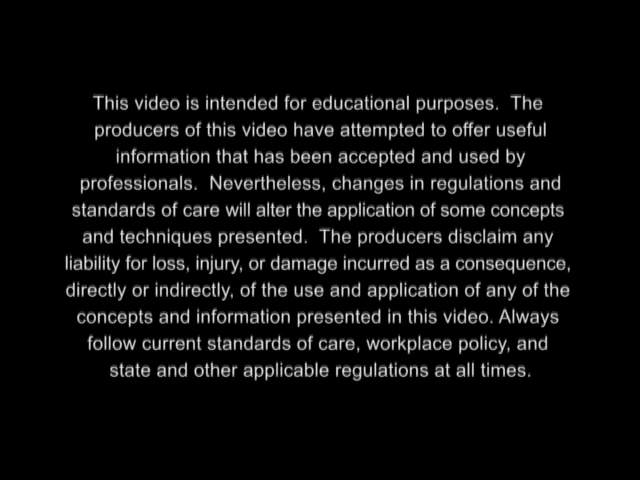 This video is intended for educational purposes.  The
producers of this video have attempted to offer useful
information that has been accepted and used by
professionals.  Nevertheless, changes in regulations and
standards of care will alter the application of some concepts
and techniques presented.  The producers disclaim any
liability for loss, injury, or damage incurred as a consequence,
directly or indirectly, of the use and application of any of the
concepts and information presented in this video. Always
follow current standards of care, workplace policy, and
state and other applicable regulations at all times.